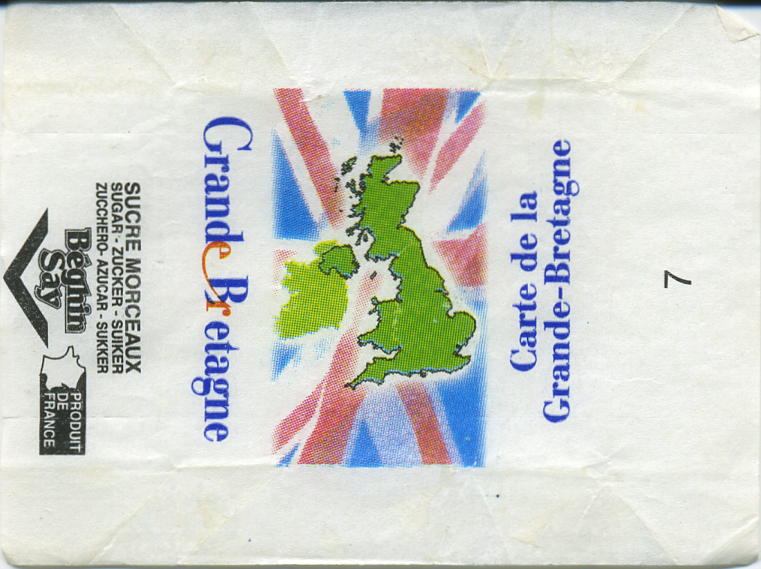 Grande Bretagne
SUCRE MORCEAUX
SUGAR - ZUCKER - SUIKER
ZUCCHERO - AZUCAR - SUKKER
Béghin
Say
PRODUIT
DE
FRANCE
Carte de la
Grande-Bretagne
7